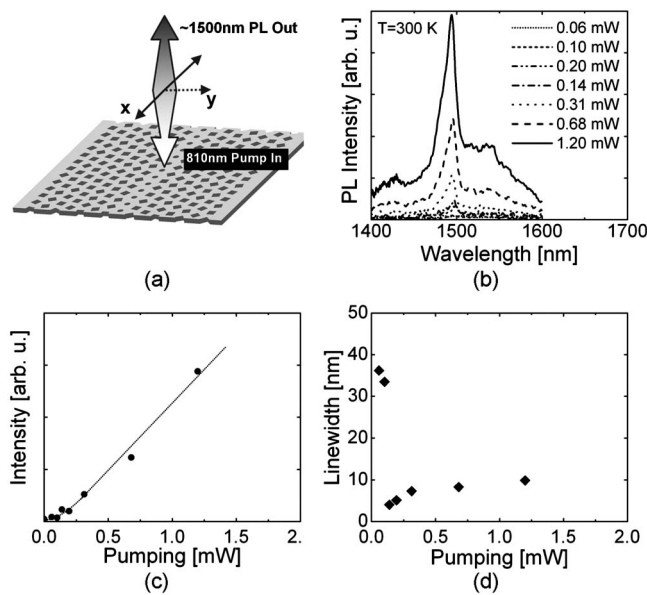 ~1500nm PL Out
x
y
810nm Pump In
(a)
T=300 K
0.06 mW
0.10 mW
0.20 mW
0.14 mW
0.31 mW
0.68 mW
1.20 mW
PL Intensity [arb. u.]
1400 1500 1600 1700
Wavelength [nm]
(b)
Intensity [arb. u.]
0.0 0.5 1.0 1.5 2.
Pumping [mW]
(c)
50
40
30
20
10
0
Linewidth [nm]
0.0 0.5 1.0 1.5 2.0
Pumping [mW]
(d)